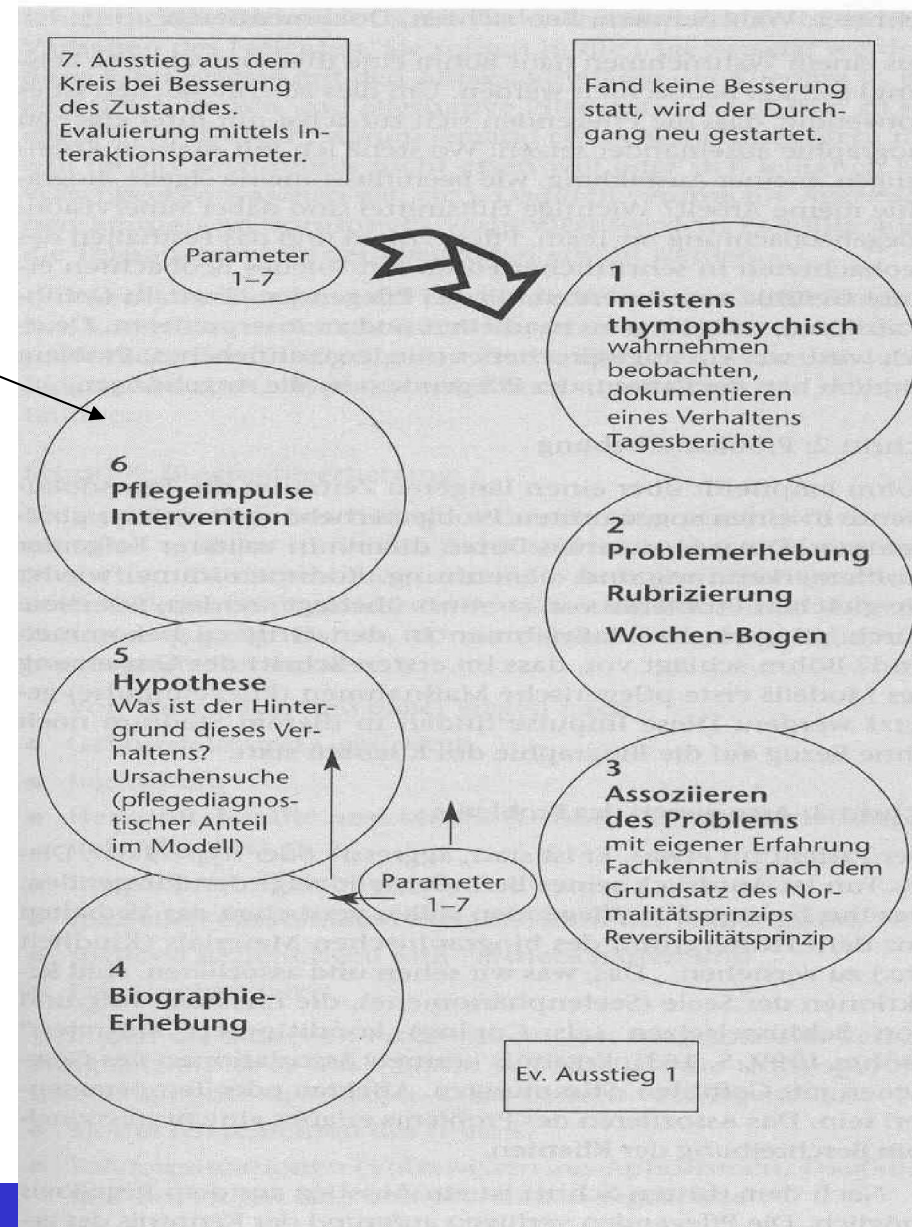 7. Ausstieg aus dem
Kreis bei Besserung
des Zustandes.
Evaluierung mittels In-
teraktionsparameter.
Fand keine Besserung
statt, wird der Durch-
gang neu gestartet.
Parameter
1–7
1
meistens
thymophsychisch
wahrnehmen
beobachten,
dokumentieren
eines Verhaltens
Tagesberichte
2
Problemerhebung
Rubrizierung
Wochen-Bogen
3
Assoziieren
des Problems
mit eigener Erfahrung
Fachkenntnis nach dem
Grundsatz des Nor-
malitätsprinzips
Reversibilitätsprinzip
Ev. Ausstieg 1
4
Biographie-
Erhebung
Parameter
1–7
5
Hypothese
Was ist der Hinter-
grund dieses Ver-
haltens?
Ursachensuche
(pflegediagnos-
tischer Anteil
im Modell)
6
Pflegeimpulse
Intervention